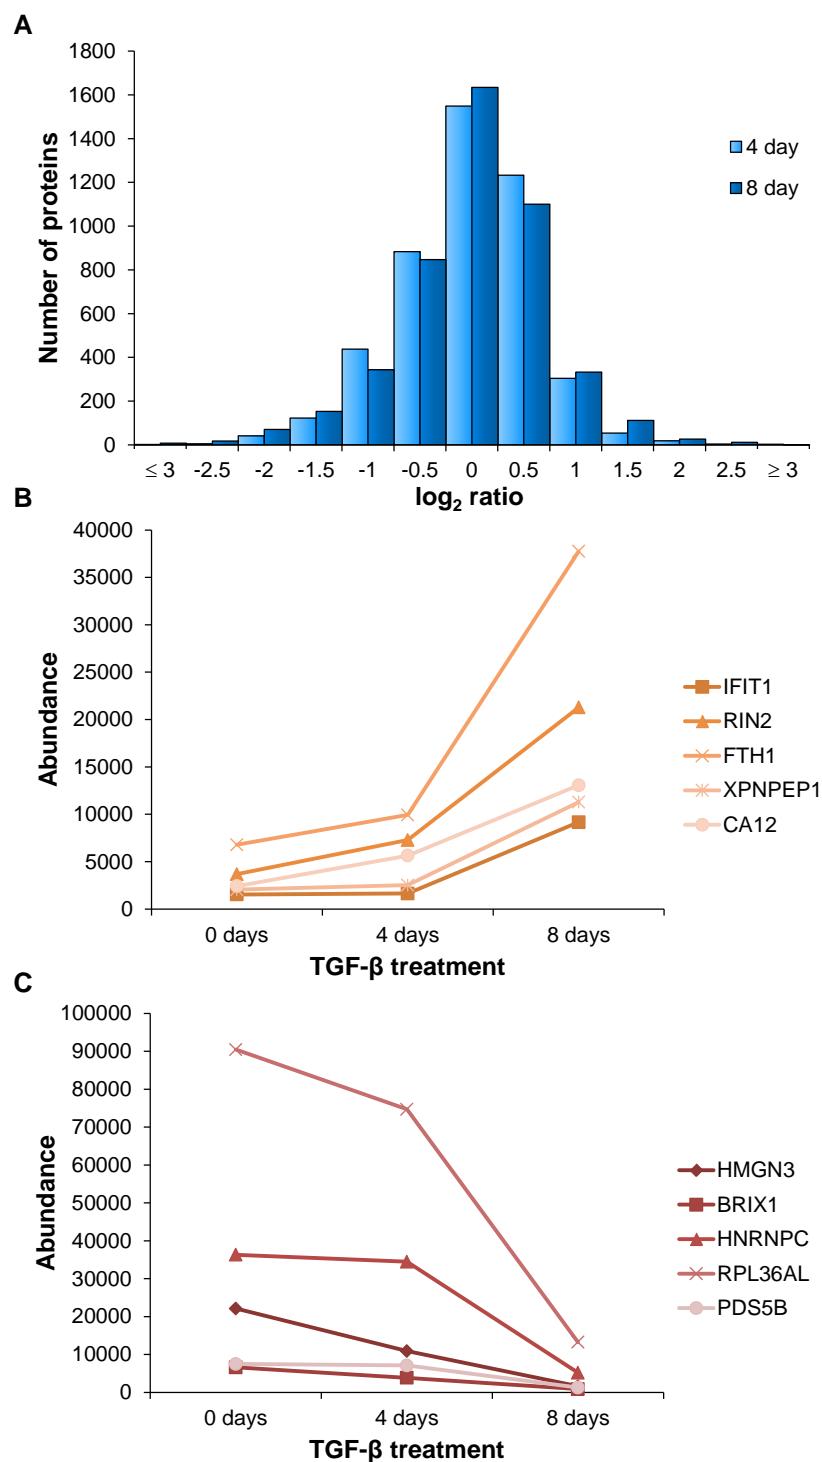 A
1800
1600
1400
1200
1000
800
600
400
200
0
Number of proteins
4 day
8 day
≤ 3 -2.5 -2 -1.5 -1 -0.5 0 0.5 1 1.5 2 2.5 ≥ 3
log2 ratio
B
40000
35000
30000
25000
20000
15000
10000
5000
0
Abundance
IFIT1
RIN2
FTH1
XPNPEP1
CA12
0 days 4 days 8 days
TGF-β treatment
C
100000
90000
80000
70000
60000
50000
40000
30000
20000
10000
0
Abundance
HMGN3
BRIX1
HNRNPC
RPL36AL
PDS5B
0 days 4 days 8 days
TGF-β treatment